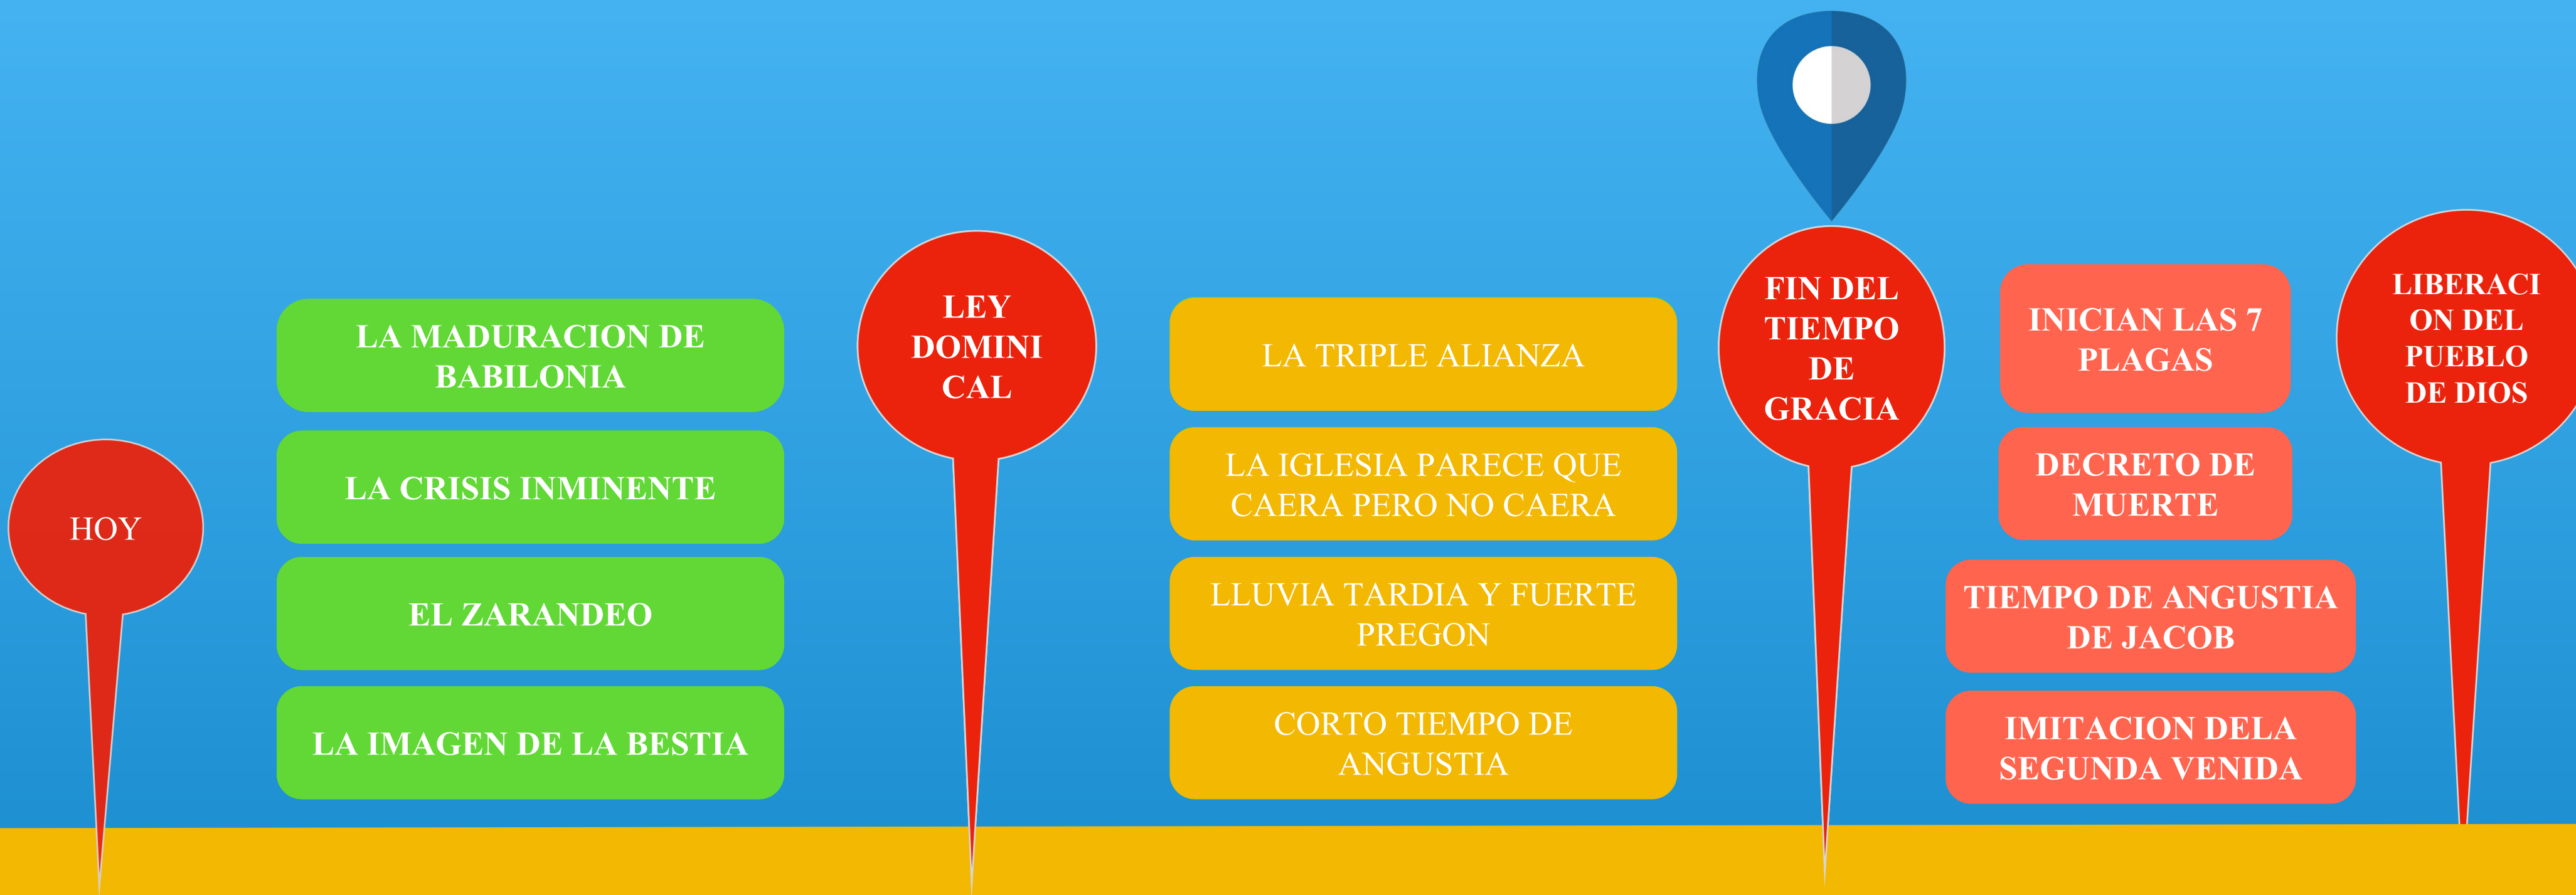 HOY
LA MADURACION DE
BABILONIA
LA CRISIS INMINENTE
EL ZARANDEO
LA IMAGEN DE LA BESTIA
LEY
DOMINI
CAL
LA TRIPLE ALIANZA
LA IGLESIA PARECE QUE
CAERA PERO NO CAERA
LLUVIA TARDIA Y FUERTE
PREGON
CORTO TIEMPO DE
ANGUSTIA
FIN DEL
TIEMPO
DE
GRACIA
INICIAN LAS 7
PLAGAS
DECRETO DE
MUERTE
TIEMPO DE ANGUSTIA
DE JACOB
IMITACION DELA
SEGUNDA VENIDA
LIBERACI
ON DEL
PUEBLO
DE DIOS